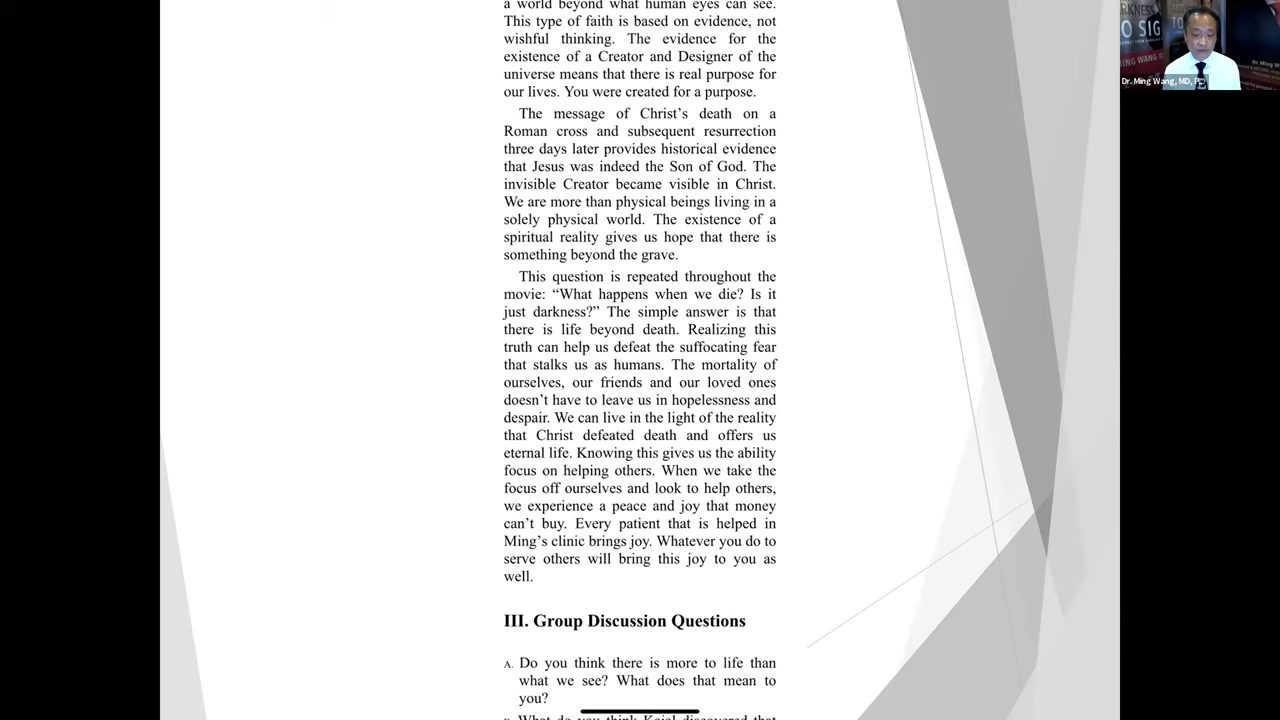 a world beyond what human eyes can see.
This type of faith is based on evidence, not
wishful thinking. The evidence for the
existence of a Creator and Designer of the
universe means that there is real purpose for
our lives. You were created for a purpose.
The message of Christ’s death on a
Roman cross and subsequent resurrection
three days later provides historical evidence
that Jesus was indeed the Son of God. The
invisible Creator became visible in Christ.
We are more than physical beings living in a
solely physical world. The existence of a
spiritual reality gives us hope that there is
something beyond the grave.
This question is repeated throughout the
movie: “What happens when we die? Is it
just darkness?” The simple answer is that
there is life beyond death. Realizing this
truth can help us defeat the suffocating fear
that stalks us as humans. The mortality of
ourselves, our friends and our loved ones
doesn’t have to leave us in hopelessness and
despair. We can live in the light of the reality
that Christ defeated death and offers us
eternal life. Knowing this gives us the ability
focus on helping others. When we take the
focus off ourselves and look to help others,
we experience a peace and joy that money
can’t buy. Every patient that is helped in
Ming’s clinic brings joy. Whatever you do to
serve others will bring this joy to you as
well.
III. Group Discussion Questions
A. Do you think there is more to life than
what we see? What does that mean to
you?
What do you think Kajal discovered that
Dr. Ming Wang, MD, P